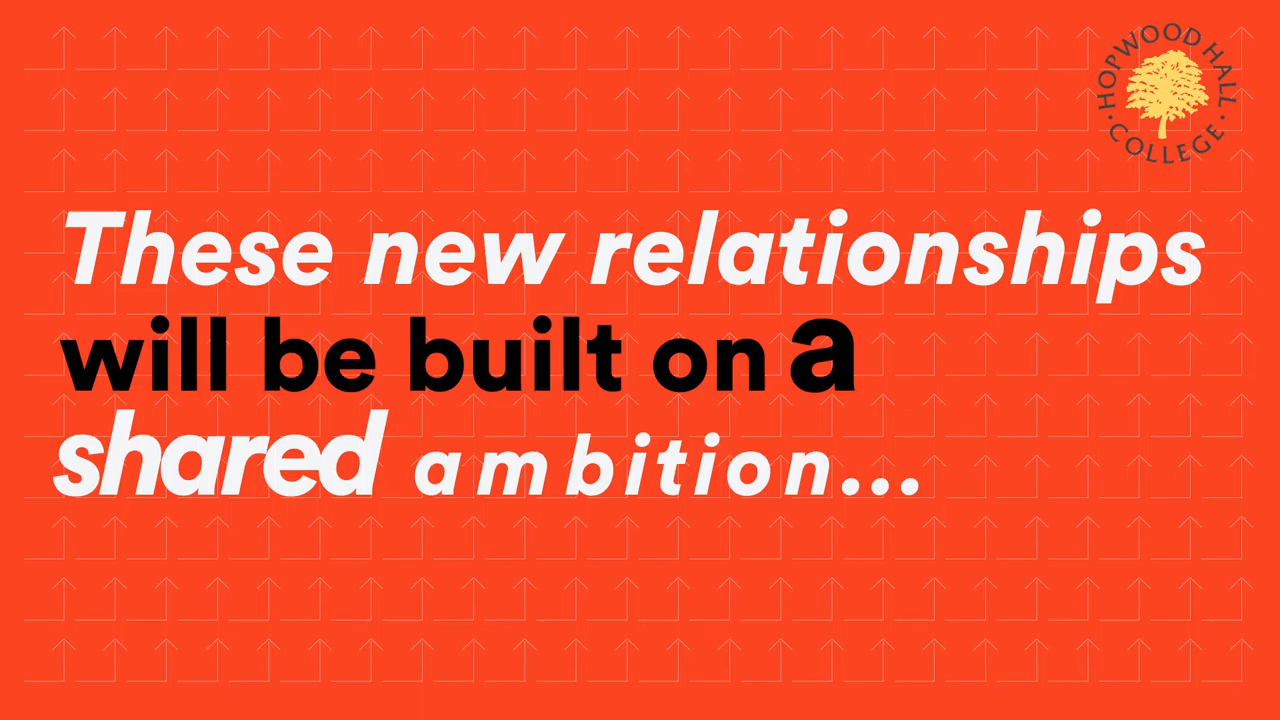 HOPWOOD HALL
· COLLEGE ·
These new relationships
will be built on a
shared ambition...